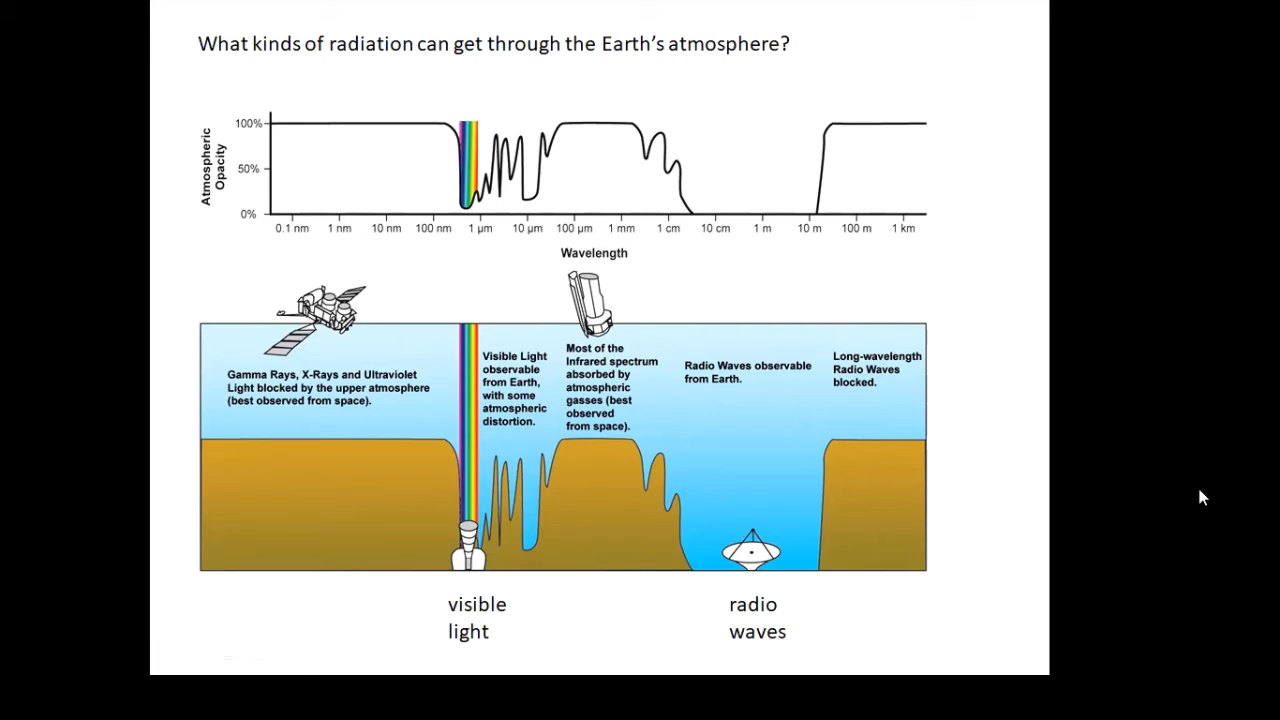 What kinds of radiation can get through the Earth's atmosphere?
Atmospheric
Opacity
100%
50%
0%
0.1 nm 1 nm 10 nm 100 nm 1 µm 10 µm 100 µm 1 mm 1 cm 10 cm 1 m 10 m 100 m 1 km
Wavelength
Gamma Rays, X-Rays and Ultraviolet
Light blocked by the upper atmosphere
(best observed from space).
Visible Light
observable
from Earth,
with some
atmospheric
distortion.
Most of the
Infrared spectrum
absorbed by
atmospheric
gasses (best
observed
from space).
Radio Waves observable
from Earth.
Long-wavelength
Radio Waves
blocked.
visible
light
radio
waves